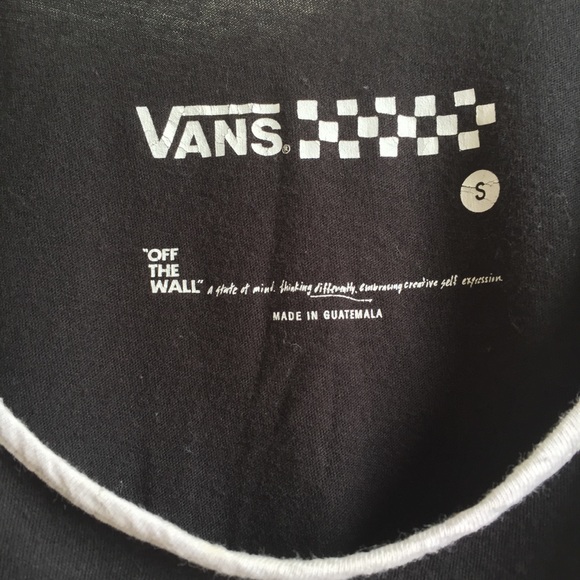 VANS®
S
"OFF
THE
WALL" a state of mind. thinking differently. embracing creative self expression
MADE IN GUATEMALA